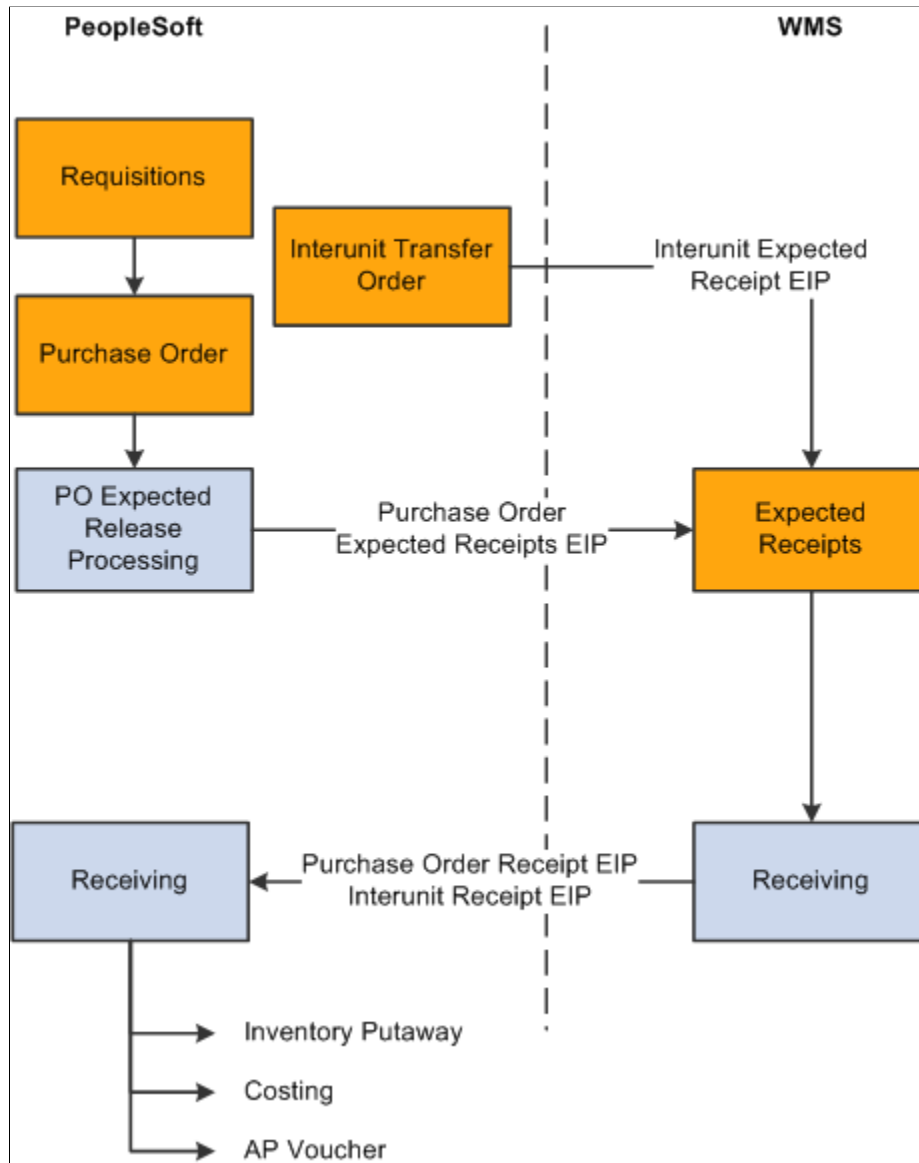 PeopleSoft
WMS
Requisitions
Interunit Transfer
Order
Interunit Expected
Receipt EIP
Purchase Order
PO Expected
Release
Processing
Purchase Order
Expected Receipts EIP
Expected
Receipts
Receiving
Purchase Order Receipt EIP
Interunit Receipt EIP
Receiving
Inventory Putaway
Costing
AP Voucher